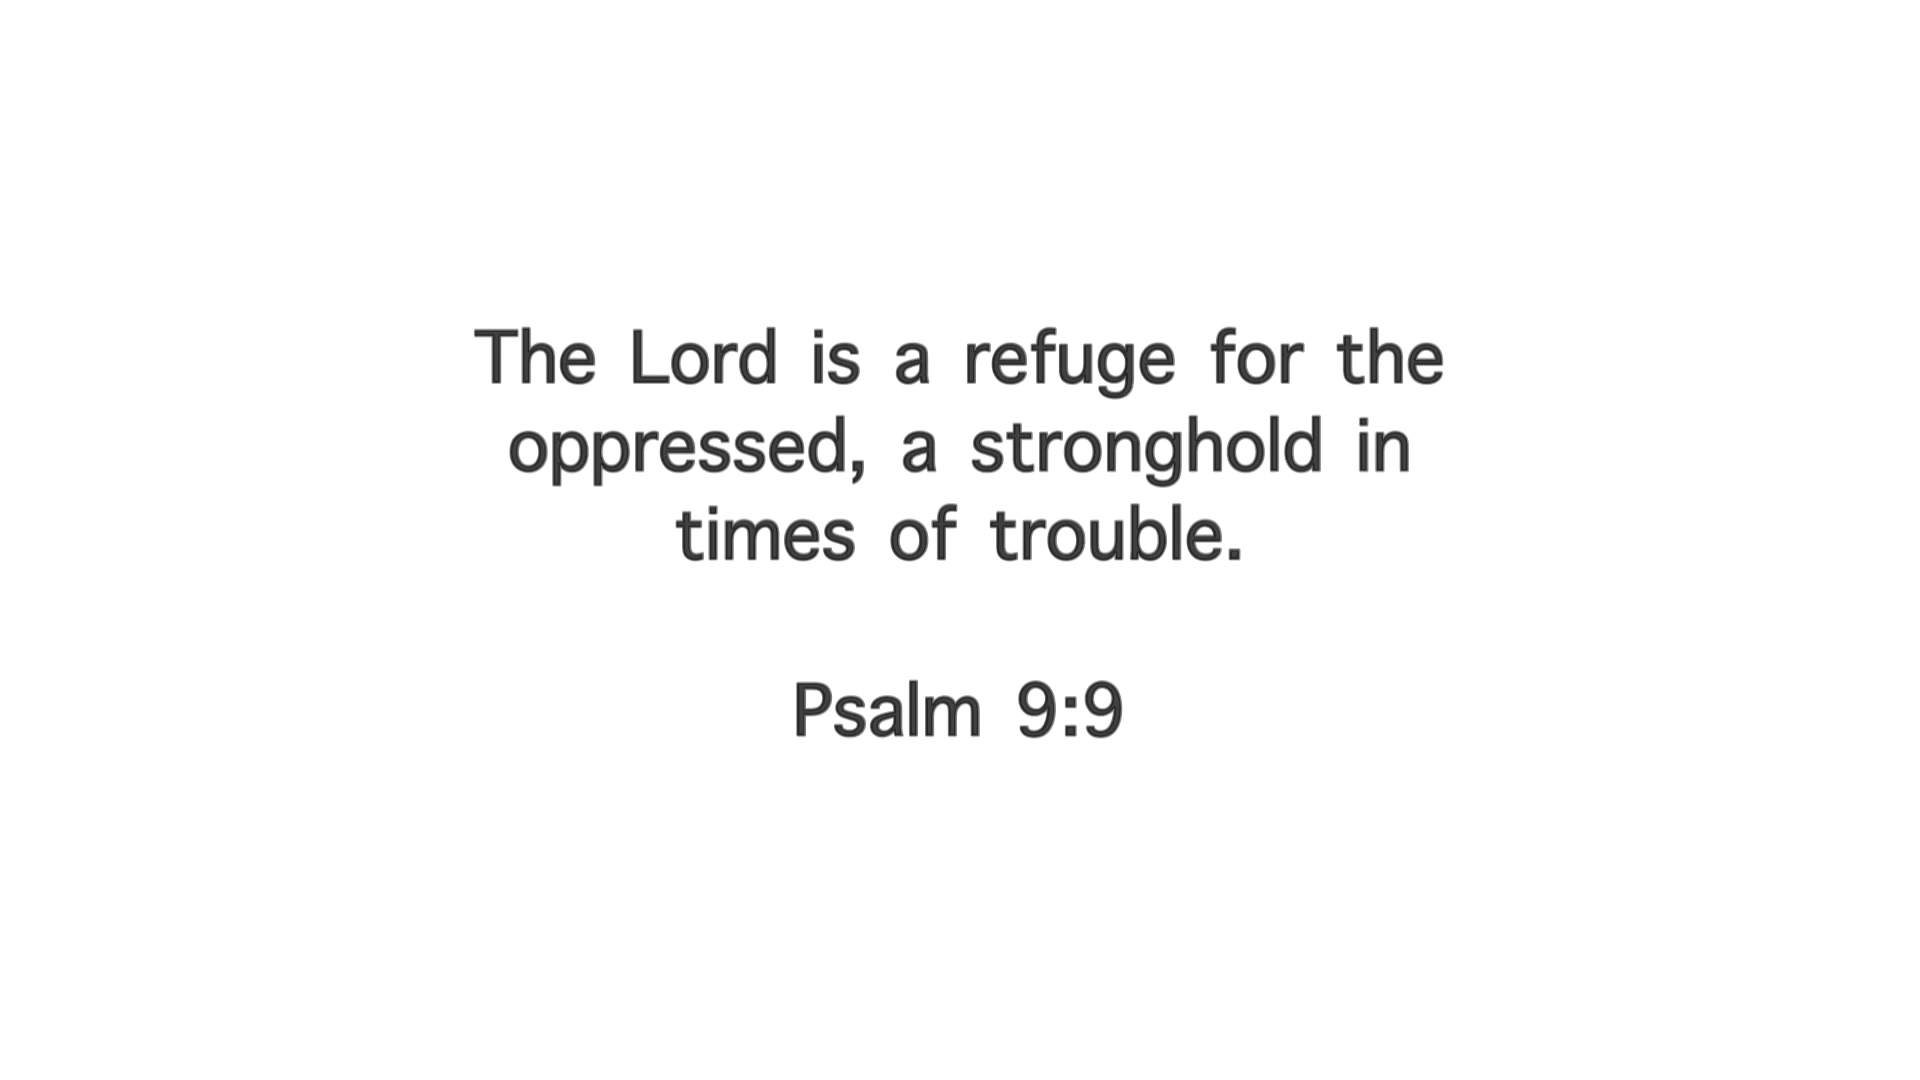 The Lord is a refuge for the
oppressed, a stronghold in
times of trouble.
Psalm 9:9